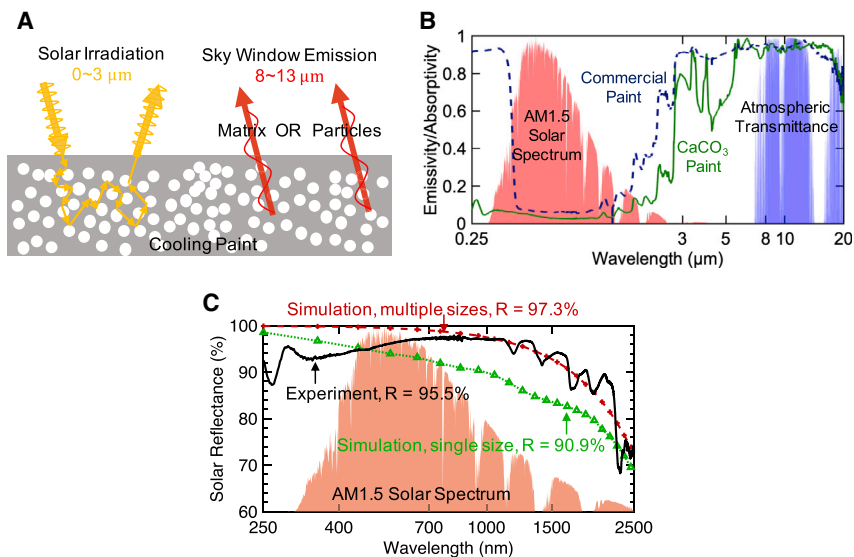 A
Solar Irradiation
0~3 μm
Sky Window Emission
8~13 μm
Matrix OR Particles
Cooling Paint
B
Emissivity/Absorptivity
1
0.8
0.6
0.4
0.2
0
Commercial
Paint
AM1.5
Solar
Spectrum
Atmospheric
Transmittance
CaCO3
Paint
0.25
3
5
8
10
20
Wavelength (μm)
C
Simulation, multiple sizes, R = 97.3%
Solar Reflectance (%)
100
90
80
70
60
Experiment, R = 95.5%
Simulation, single size, R = 90.9%
AM1.5 Solar Spectrum
250
400
700
1000
1500
2500
Wavelength (nm)